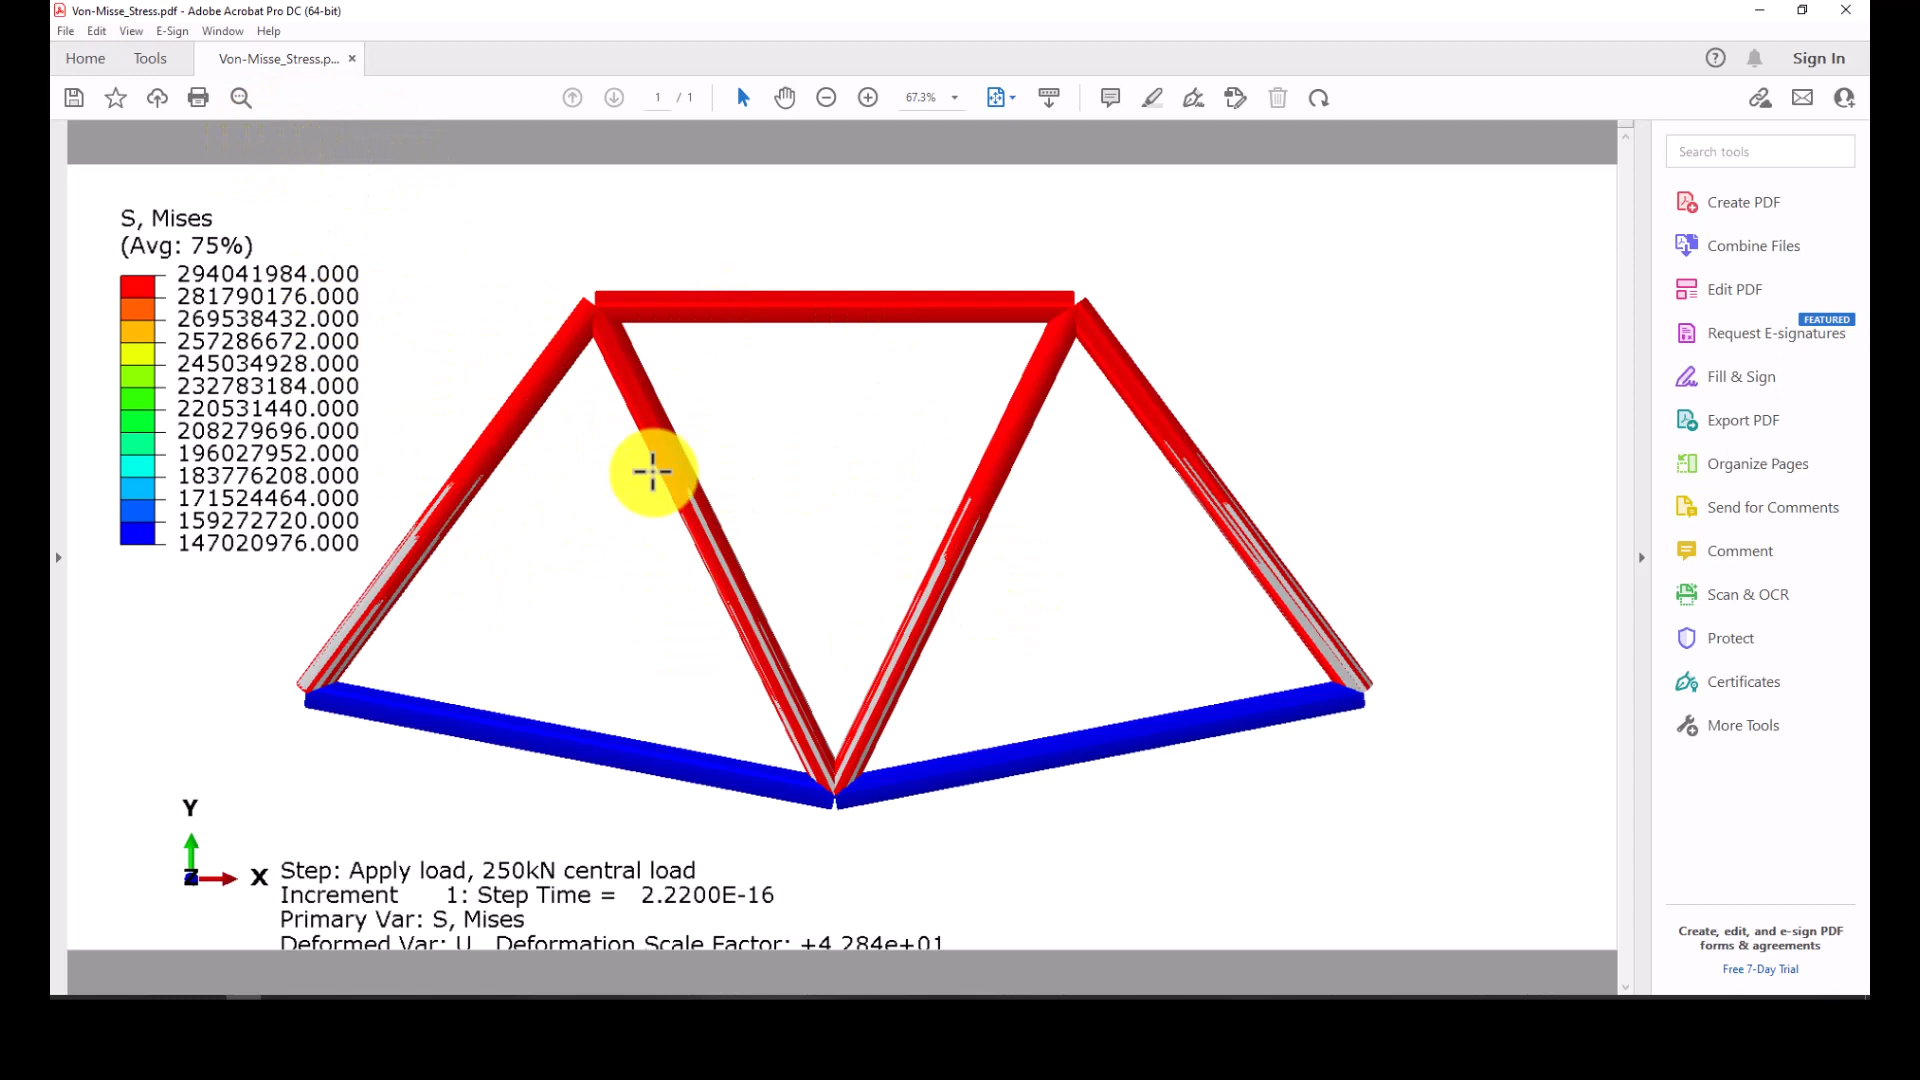 Von-Misse_Stress.pdf - Adobe Acrobat Pro DC (64-bit)
File Edit View E-Sign Window Help
Home Tools Von-Misse_Stress.p... Sign In
1 / 1 67.3%
Search tools
S, Mises
(Avg: 75%)
294041984.000
281790176.000
269538432.000
257286672.000
245034928.000
232783184.000
220531440.000
208279696.000
196027952.000
183776208.000
171524464.000
159272720.000
147020976.000
Y
X
Z
Step: Apply load, 250kN central load
Increment 1: Step Time = 2.2200E-16
Primary Var: S, Mises
Deformed Var: U Deformation Scale Factor: +4.284e+01
Create PDF
Combine Files
Edit PDF
FEATURED
Request E-signatures
Fill & Sign
Export PDF
Organize Pages
Send for Comments
Comment
Scan & OCR
Protect
Certificates
More Tools
Create, edit, and e-sign PDF
forms & agreements
Free 7-Day Trial